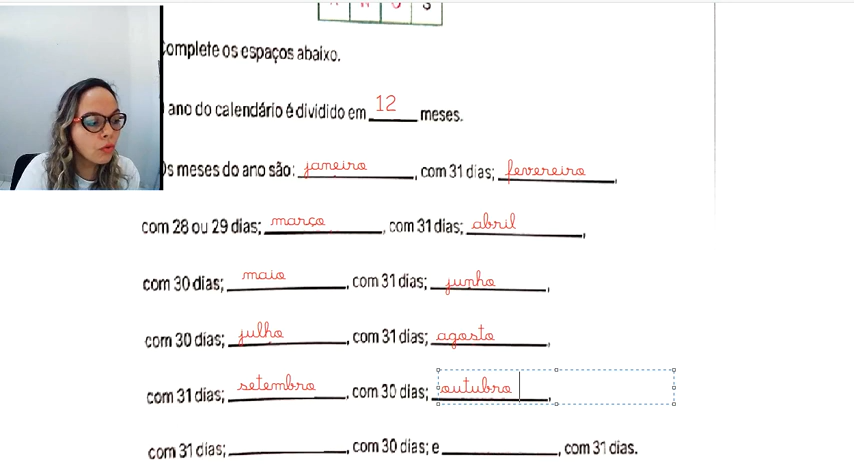 A N O S
Complete os espaços abaixo.
ano do calendário é dividido em 12 meses.
Os meses do ano são: janeiro, com 31 dias; fevereiro,
com 28 ou 29 dias; março, com 31 dias; abril,
com 30 dias; maio, com 31 dias; junho,
com 30 dias; julho, com 31 dias; agosto,
com 31 dias; setembro, com 30 dias; outubro,
com 31 dias; ____________, com 30 dias; e ____________, com 31 dias.